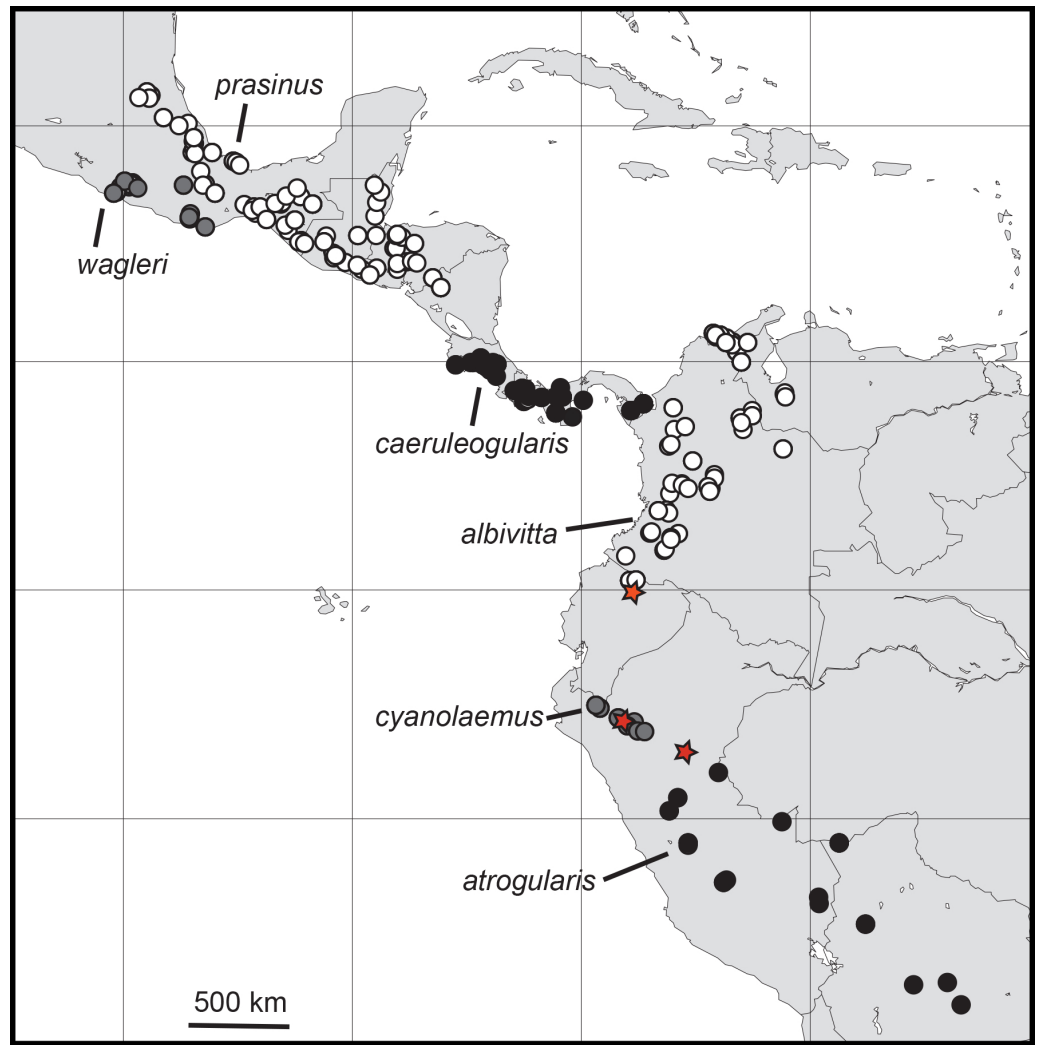 prasinus
wagleri
caeruleogularis
albivitta
cyanolaemus
atrogularis
500 km